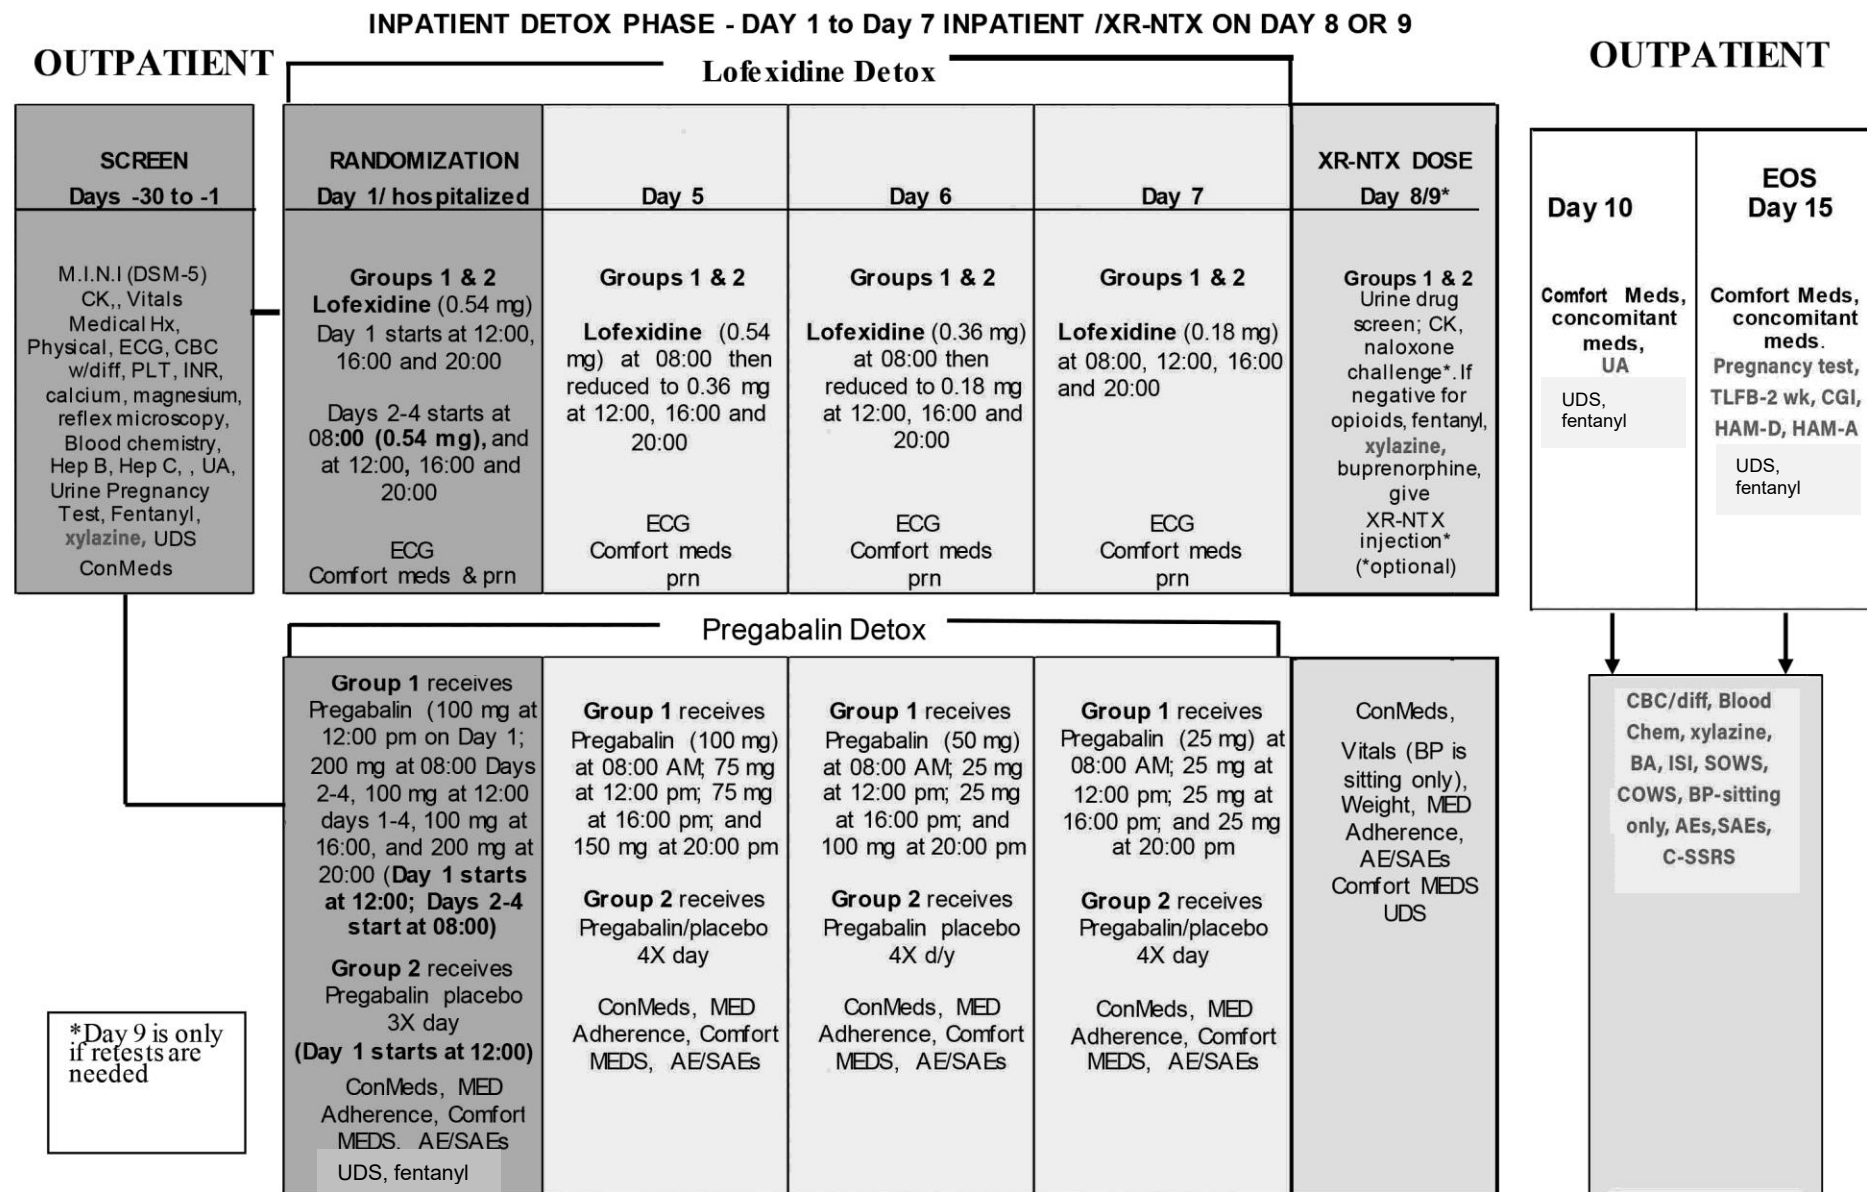 INPATIENT DETOX PHASE - DAY 1 to Day 7 INPATIENT /XR-NTX ON DAY 8 OR 9
OUTPATIENT
Lofexidine Detox
OUTPATIENT
SCREEN
Days -30 to -1
M.I.N.I (DSM-5)
CK,, Vitals
Medical Hx,
Physical, ECG, CBC
w/diff, PLT, INR,
calcium, magnesium,
reflex microscopy,
Blood chemistry,
Hep B, Hep C, , UA,
Urine Pregnancy
Test, Fentanyl,
xylazine, UDS
ConMeds
RANDOMIZATION
Day 1/ hospitalized
Groups 1 & 2
Lofexidine (0.54 mg)
Day 1 starts at 12:00,
16:00 and 20:00
Days 2-4 starts at
08:00 (0.54 mg), and
at 12:00, 16:00 and
20:00
ECG
Comfort meds & prn
Day 5
Groups 1 & 2
Lofexidine (0.54
mg) at 08:00 then
reduced to 0.36 mg
at 12:00, 16:00 and
20:00
ECG
Comfort meds
prn
Day 6
Groups 1 & 2
Lofexidine (0.36 mg)
at 08:00 then
reduced to 0.18 mg
at 12:00, 16:00 and
20:00
ECG
Comfort meds
prn
Day 7
Groups 1 & 2
Lofexidine (0.18 mg)
at 08:00, 12:00, 16:00
and 20:00
ECG
Comfort meds
prn
XR-NTX DOSE
Day 8/9*
Groups 1 & 2
Urine drug
screen; CK,
naloxone
challenge*. If
negative for
opioids, fentanyl,
xylazine,
buprenorphine,
give
XR-NTX
injection*
(*optional)
Day 10
Comfort Meds,
concomitant
meds,
UA
UDS,
fentanyl
EOS
Day 15
Comfort Meds,
concomitant
meds.
Pregnancy test,
TLFB-2 wk, CGI,
HAM-D, HAM-A
UDS,
fentanyl
Pregabalin Detox
Group 1 receives
Pregabalin (100 mg at
12:00 pm on Day 1;
200 mg at 08:00 Days
2-4, 100 mg at 12:00
days 1-4, 100 mg at
16:00, and 200 mg at
20:00 (Day 1 starts
at 12:00; Days 2-4
start at 08:00)
Group 2 receives
Pregabalin placebo
3X day
(Day 1 starts at 12:00)
ConMeds, MED
Adherence, Comfort
MEDS. AE/SAEs
UDS, fentanyl
Group 1 receives
Pregabalin (100 mg)
at 08:00 AM; 75 mg
at 12:00 pm; 75 mg
at 16:00 pm; and
150 mg at 20:00 pm
Group 2 receives
Pregabalin/placebo
4X day
ConMeds, MED
Adherence, Comfort
MEDS, AE/SAEs
Group 1 receives
Pregabalin (50 mg)
at 08:00 AM; 25 mg
at 12:00 pm; 25 mg
at 16:00 pm; and
100 mg at 20:00 pm
Group 2 receives
Pregabalin placebo
4X d/y
ConMeds, MED
Adherence, Comfort
MEDS, AE/SAEs
Group 1 receives
Pregabalin (25 mg) at
08:00 AM; 25 mg at
12:00 pm; 25 mg at
16:00 pm; and 25 mg
at 20:00 pm
Group 2 receives
Pregabalin/placebo
4X day
ConMeds, MED
Adherence, Comfort
MEDS, AE/SAEs
ConMeds,
Vitals (BP is
sitting only),
Weight, MED
Adherence,
AE/SAEs
Comfort MEDS
UDS
CBC/diff, Blood
Chem, xylazine,
BA, ISI, SOWS,
COWS, BP-sitting
only, AEs,SAEs,
C-SSRS
*Day 9 is only
if retests are
needed